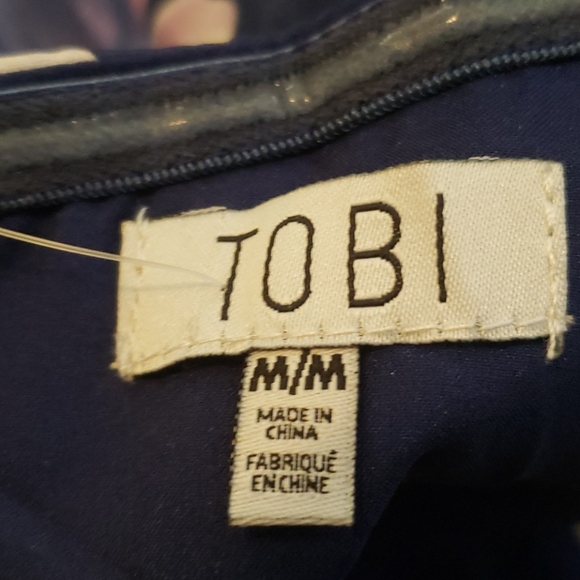 TOBI
M/M
MADE IN
CHINA
FABRIQUÉ
EN CHINE